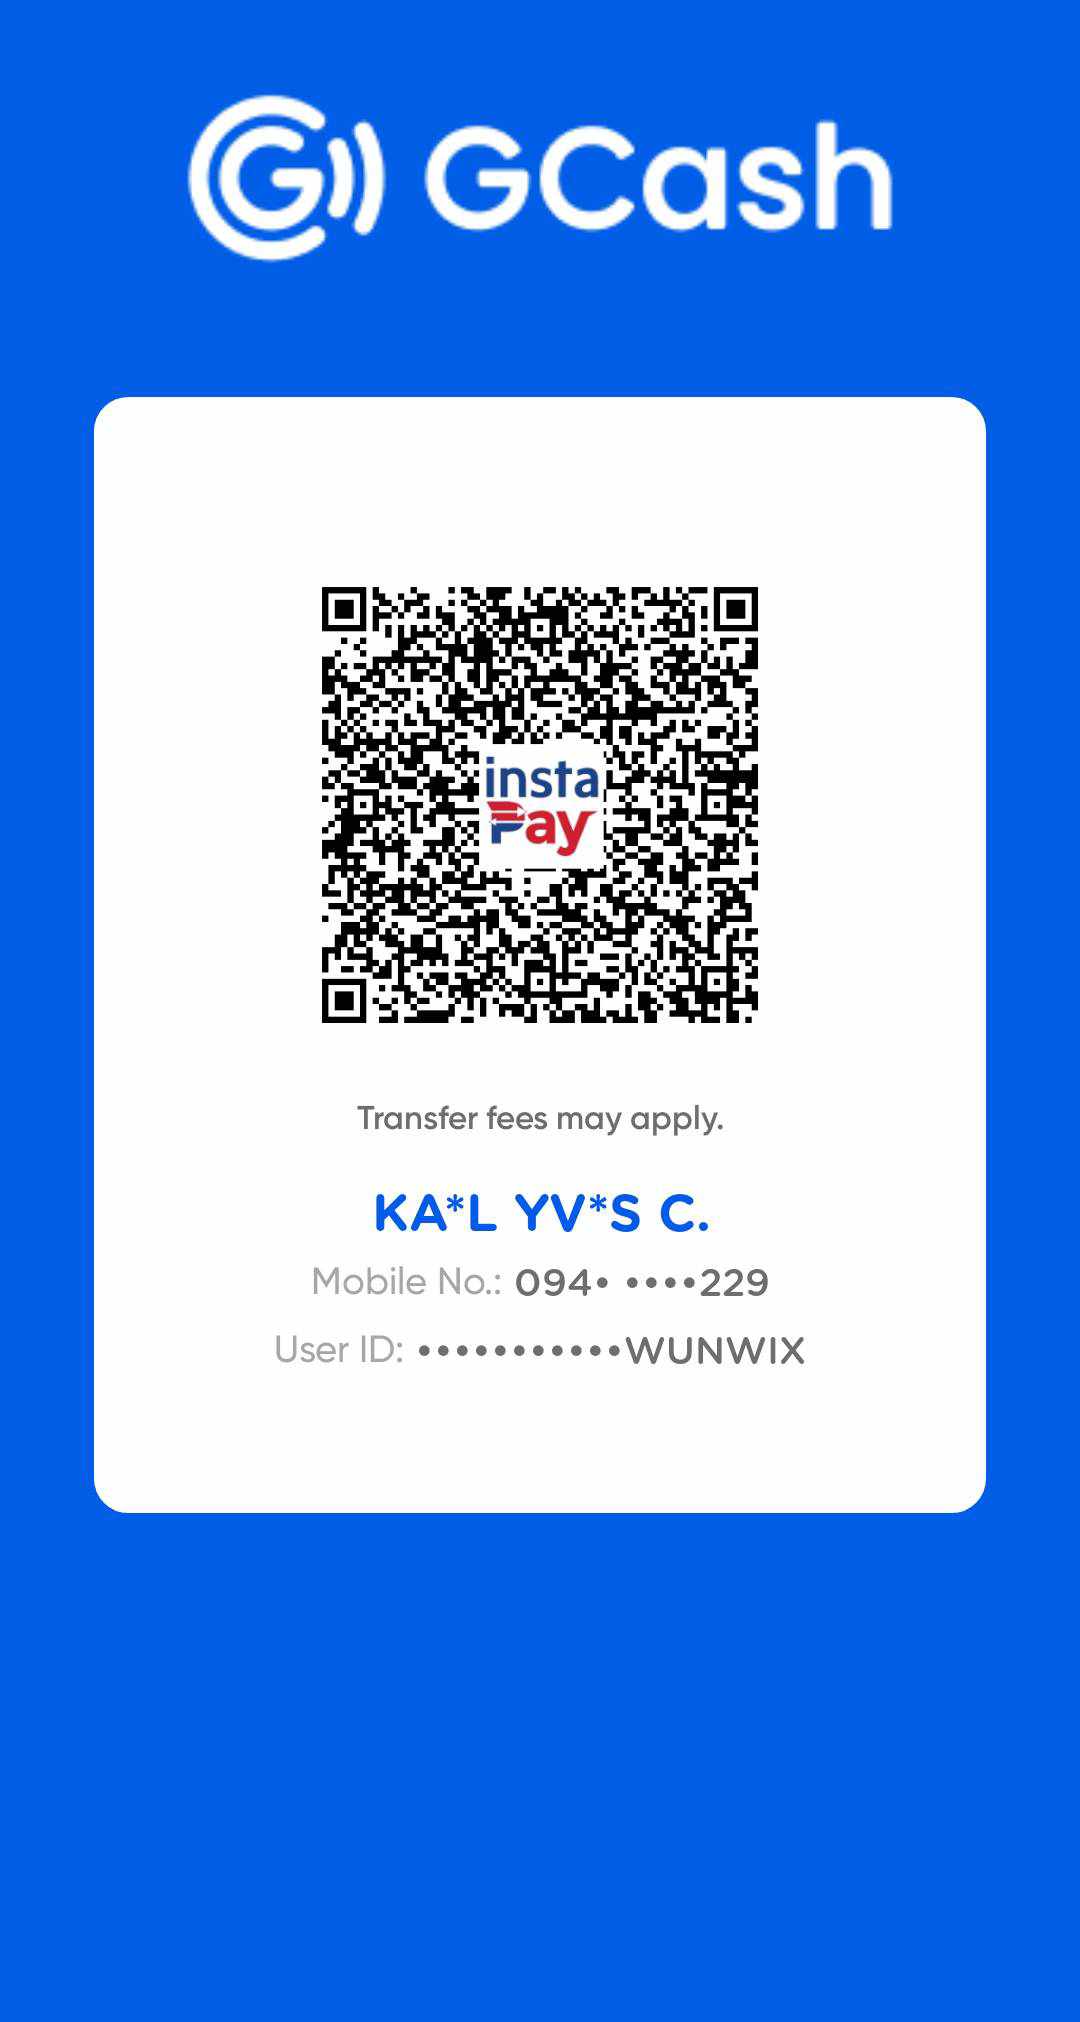 GCash
insta
Pay
Transfer fees may apply.
KA*L YV*S C.
Mobile No.: 094• ••••229
User ID: •••••••••••WUNWIX